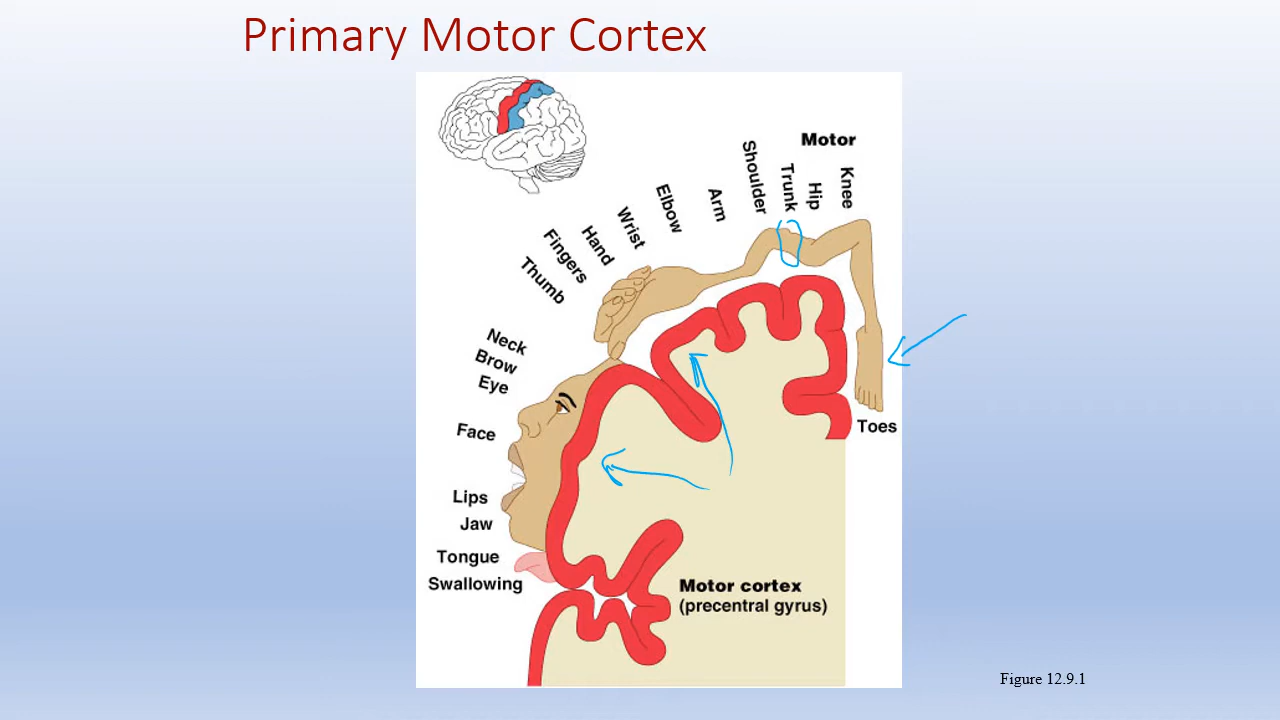 Primary Motor Cortex
Motor
Shoulder
Trunk
Hip
Knee
Arm
Elbow
Wrist
Hand
Fingers
Thumb
Neck
Brow
Eye
Face
Lips
Jaw
Tongue
Swallowing
Toes
Motor cortex
(precentral gyrus)
Figure 12.9.1